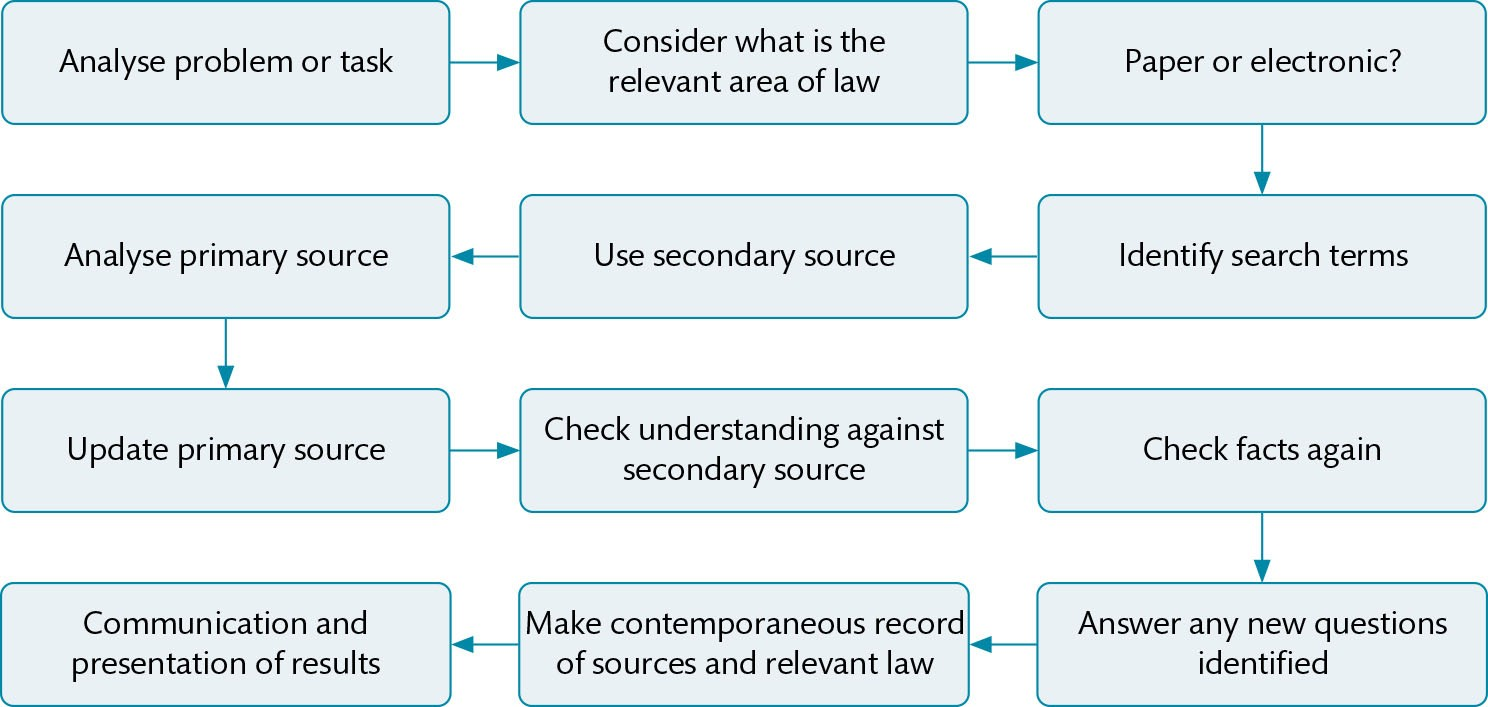 Analyse problem or task
Consider what is the
relevant area of law
Paper or electronic?
Identify search terms
Use secondary source
Analyse primary source
Update primary source
Check understanding against
secondary source
Check facts again
Answer any new questions
identified
Make contemporaneous record
of sources and relevant law
Communication and
presentation of results